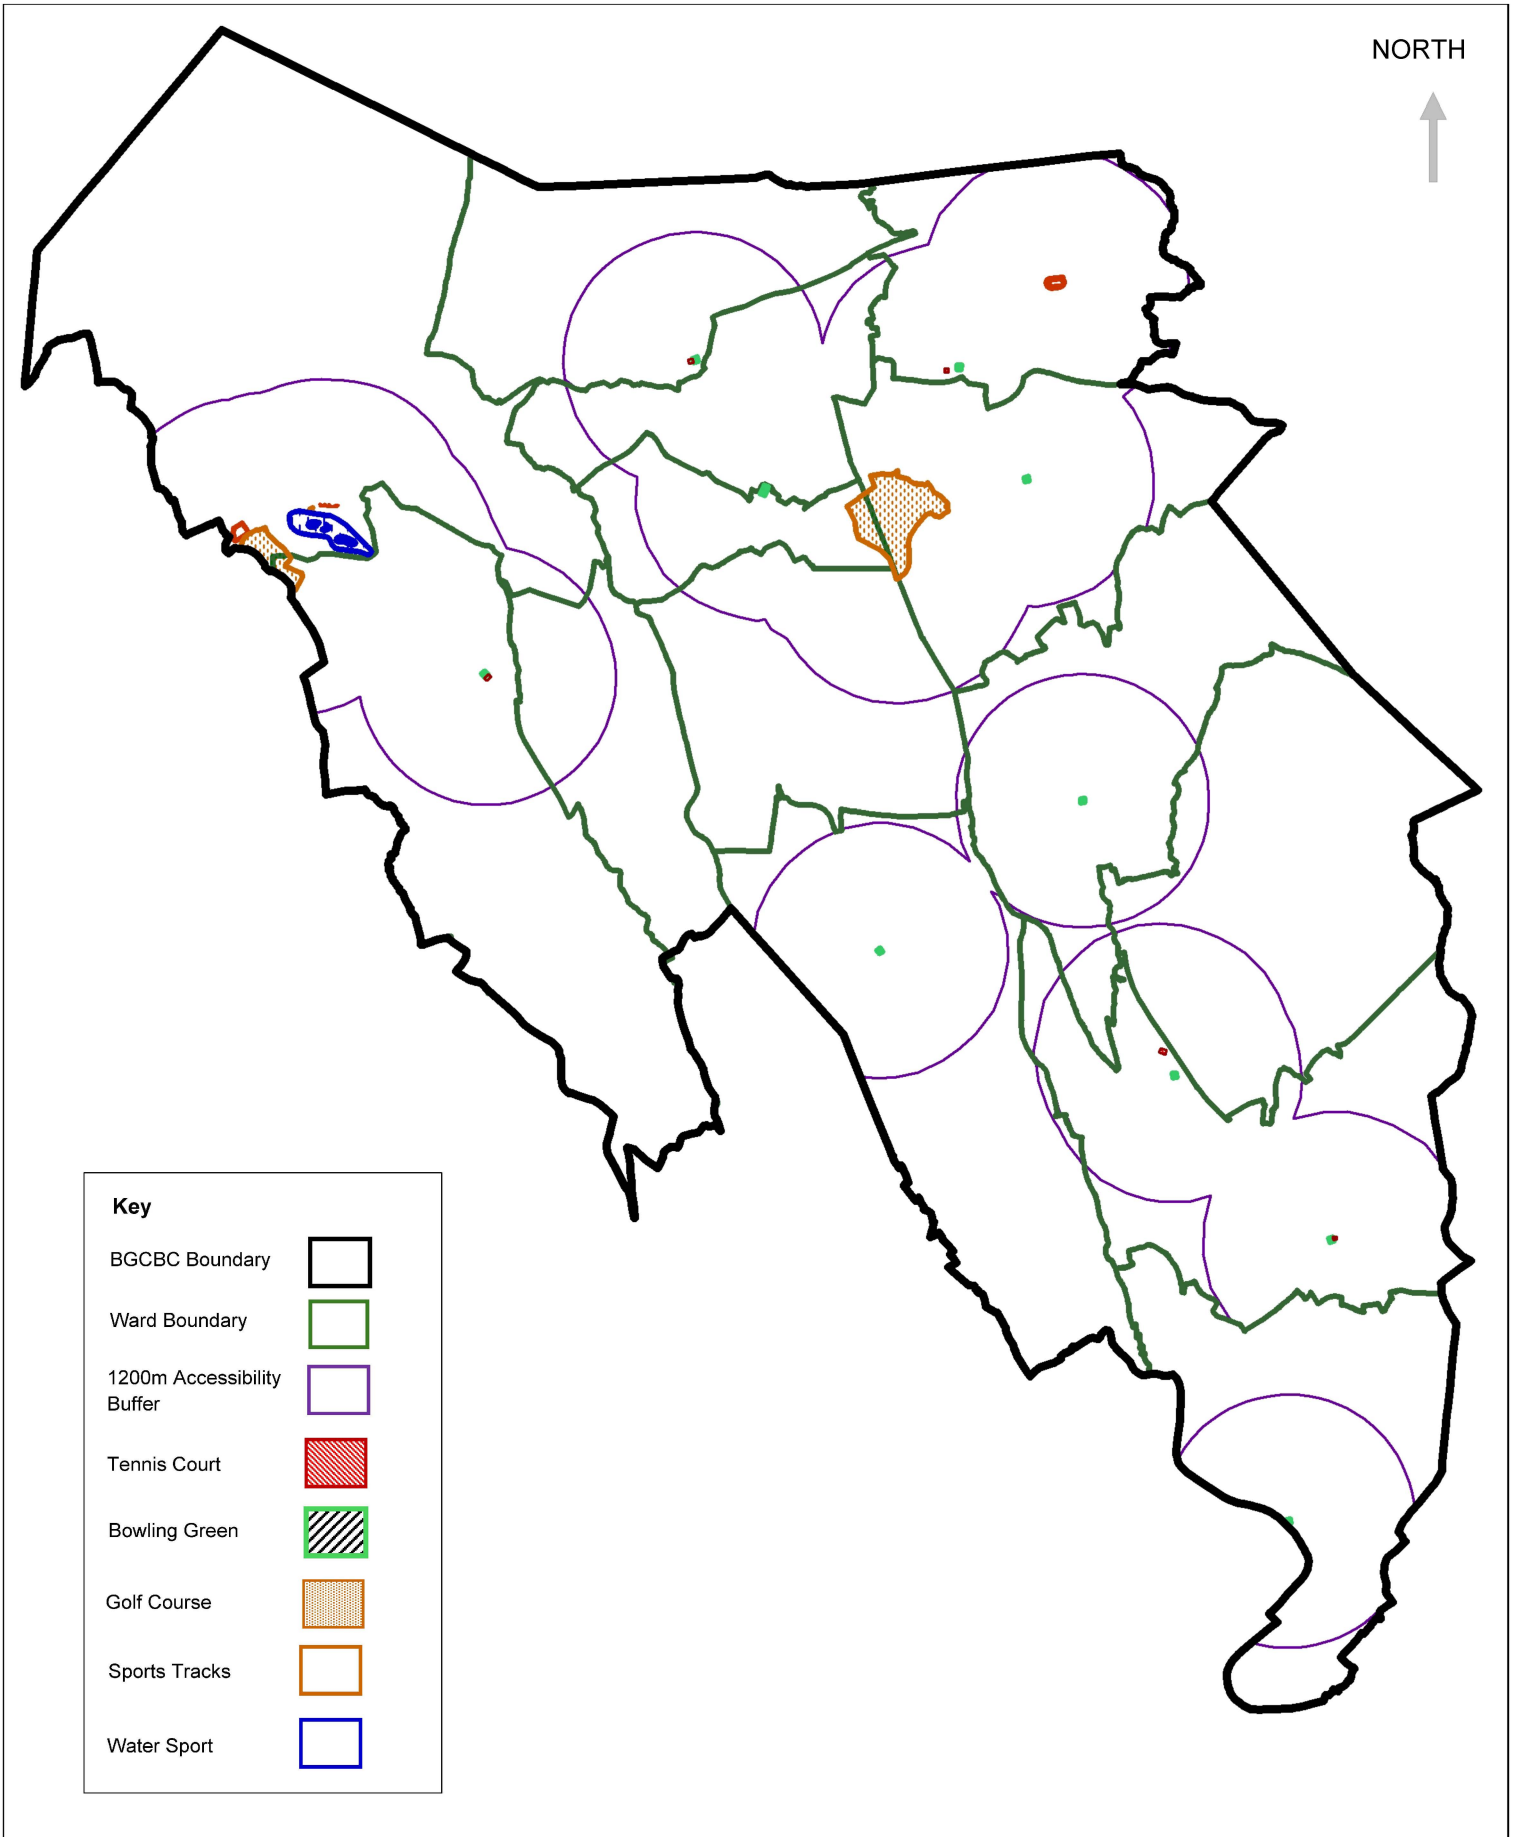 NORTH
Key
BGCBC Boundary
Ward Boundary
1200m Accessibility
Buffer
Tennis Court
Bowling Green
Golf Course
Sports Tracks
Water Sport